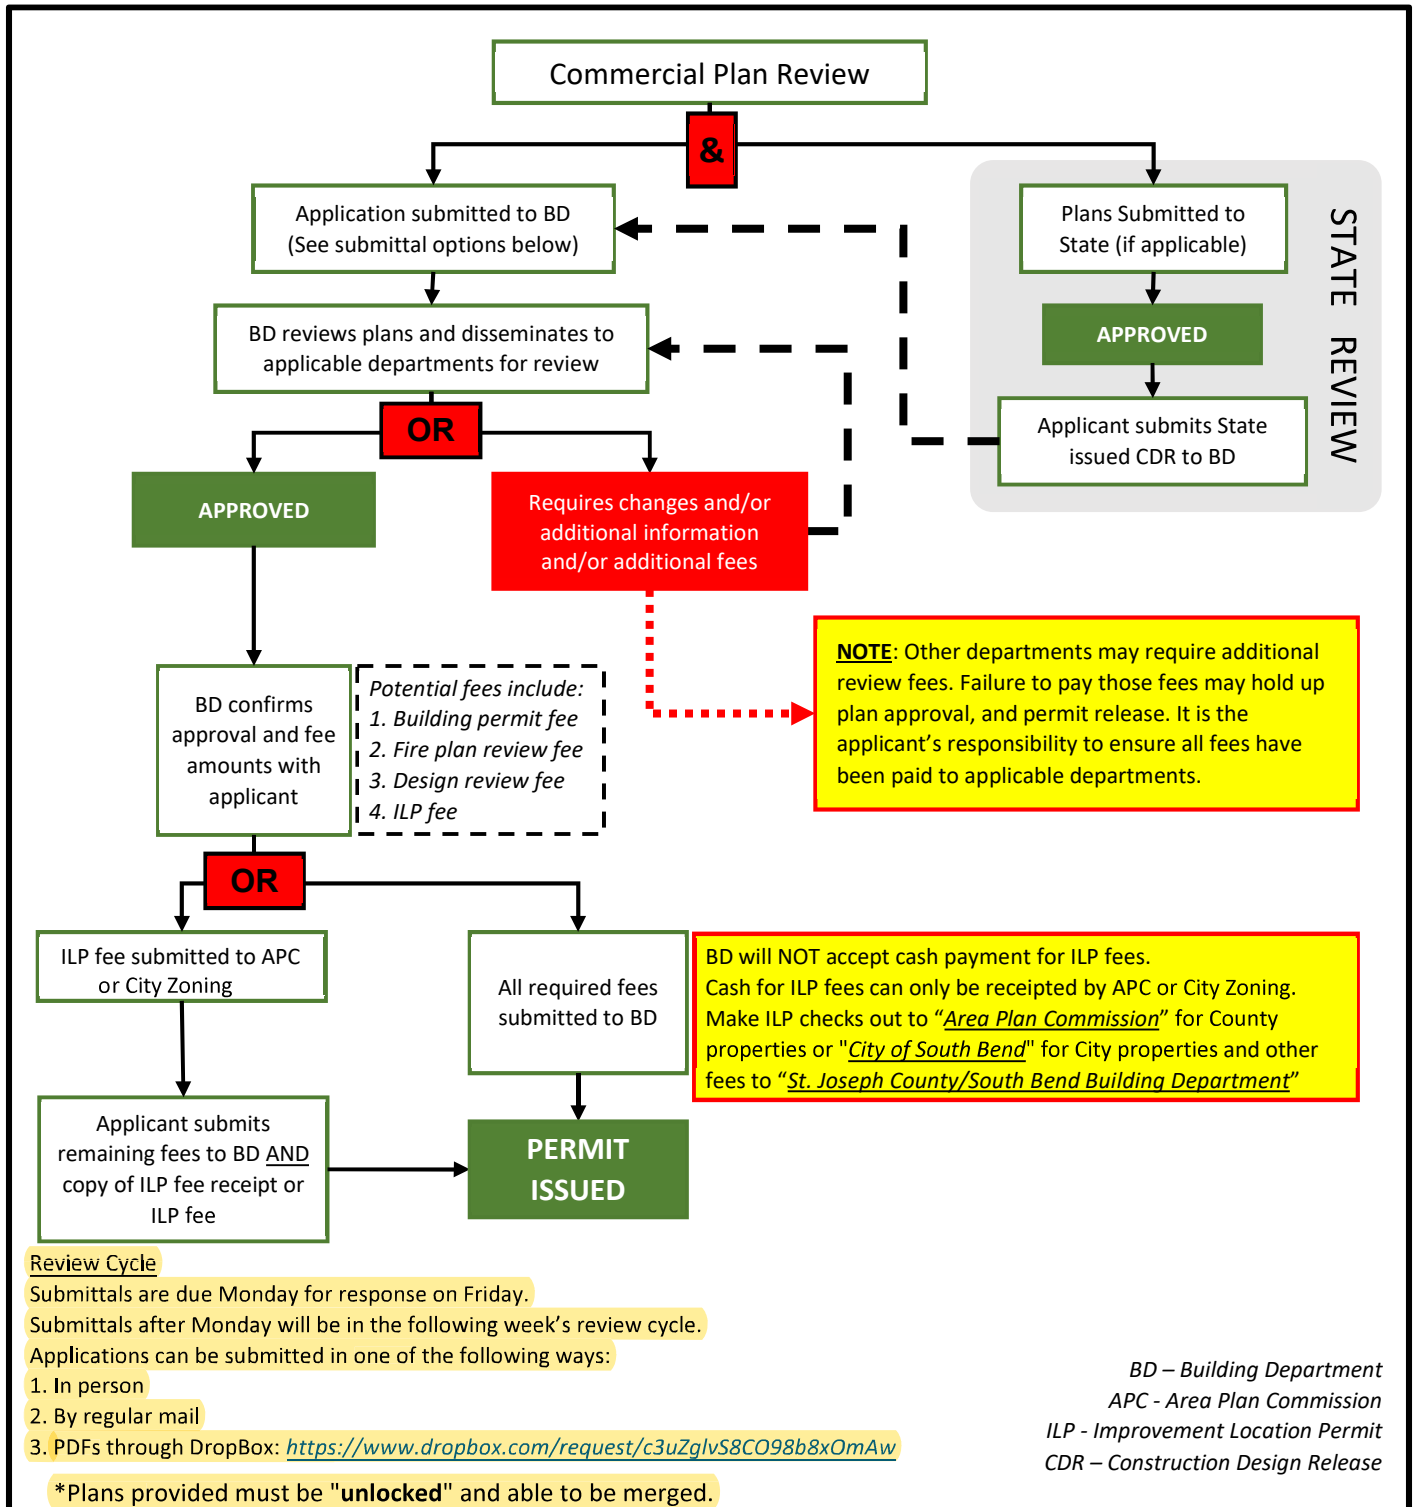 Commercial Plan Review
&
Application submitted to BD
(See submittal options below)
Plans Submitted to
State (if applicable)
STATE REVIEW
BD reviews plans and disseminates to
applicable departments for review
APPROVED
Applicant submits State
issued CDR to BD
OR
APPROVED
Requires changes and/or
additional information
and/or additional fees
NOTE: Other departments may require additional
review fees. Failure to pay those fees may hold up
plan approval, and permit release. It is the
applicant’s responsibility to ensure all fees have
been paid to applicable departments.
BD confirms
approval and fee
amounts with
applicant
Potential fees include:
1. Building permit fee
2. Fire plan review fee
3. Design review fee
4. ILP fee
OR
ILP fee submitted to APC
or City Zoning
All required fees
submitted to BD
BD will NOT accept cash payment for ILP fees.
Cash for ILP fees can only be receipted by APC or City Zoning.
Make ILP checks out to “Area Plan Commission” for County
properties or "City of South Bend" for City properties and other
fees to “St. Joseph County/South Bend Building Department”
Applicant submits
remaining fees to BD AND
copy of ILP fee receipt or
ILP fee
PERMIT
ISSUED
Review Cycle
Submittals are due Monday for response on Friday.
Submittals after Monday will be in the following week’s review cycle.
Applications can be submitted in one of the following ways:
1. In person
2. By regular mail
3. PDFs through DropBox: https://www.dropbox.com/request/c3uZglvS8CO98b8xOmAw
*Plans provided must be "unlocked" and able to be merged.
BD – Building Department
APC - Area Plan Commission
ILP - Improvement Location Permit
CDR – Construction Design Release